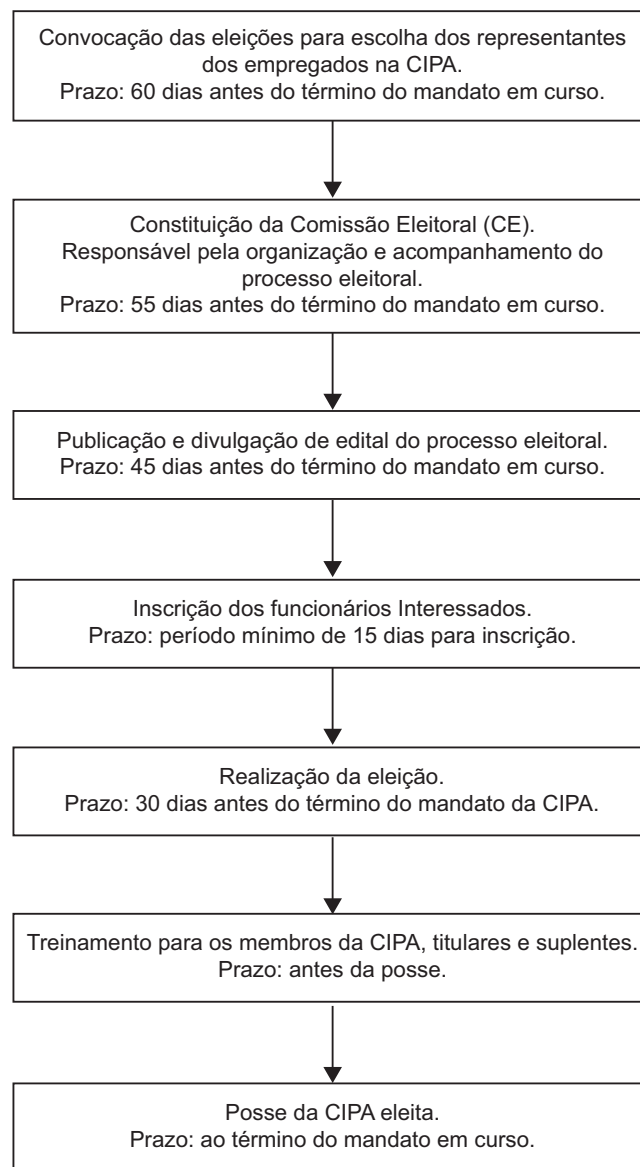 Convocação das eleições para escolha dos representantes
dos empregados na CIPA.
Prazo: 60 dias antes do término do mandato em curso.
Constituição da Comissão Eleitoral (CE).
Responsável pela organização e acompanhamento do
processo eleitoral.
Prazo: 55 dias antes do término do mandato em curso.
Publicação e divulgação de edital do processo eleitoral.
Prazo: 45 dias antes do término do mandato em curso.
Inscrição dos funcionários Interessados.
Prazo: período mínimo de 15 dias para inscrição.
Realização da eleição.
Prazo: 30 dias antes do término do mandato da CIPA.
Treinamento para os membros da CIPA, titulares e suplentes.
Prazo: antes da posse.
Posse da CIPA eleita.
Prazo: ao término do mandato em curso.